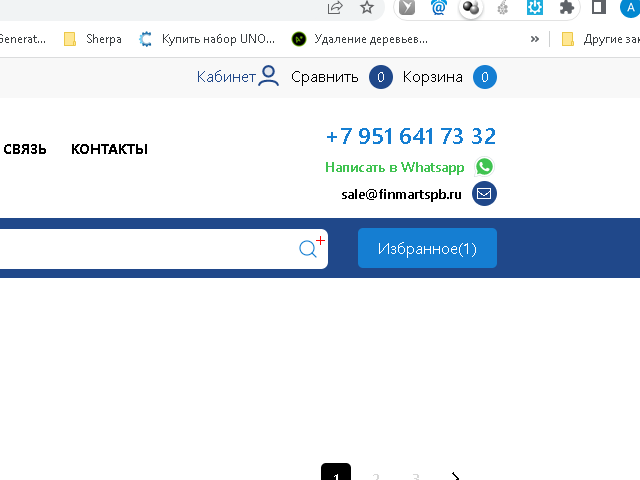 Generat...
Sherpa
Купить набор UNO...
Удаление деревьев...
»
Другие зак
A
Кабинет
Сравнить 0
Корзина 0
+7 951 641 73 32
СВЯЗЬ КОНТАКТЫ
Написать в Whatsapp
sale@finmartspb.ru
Избранное(1)
1 2 3